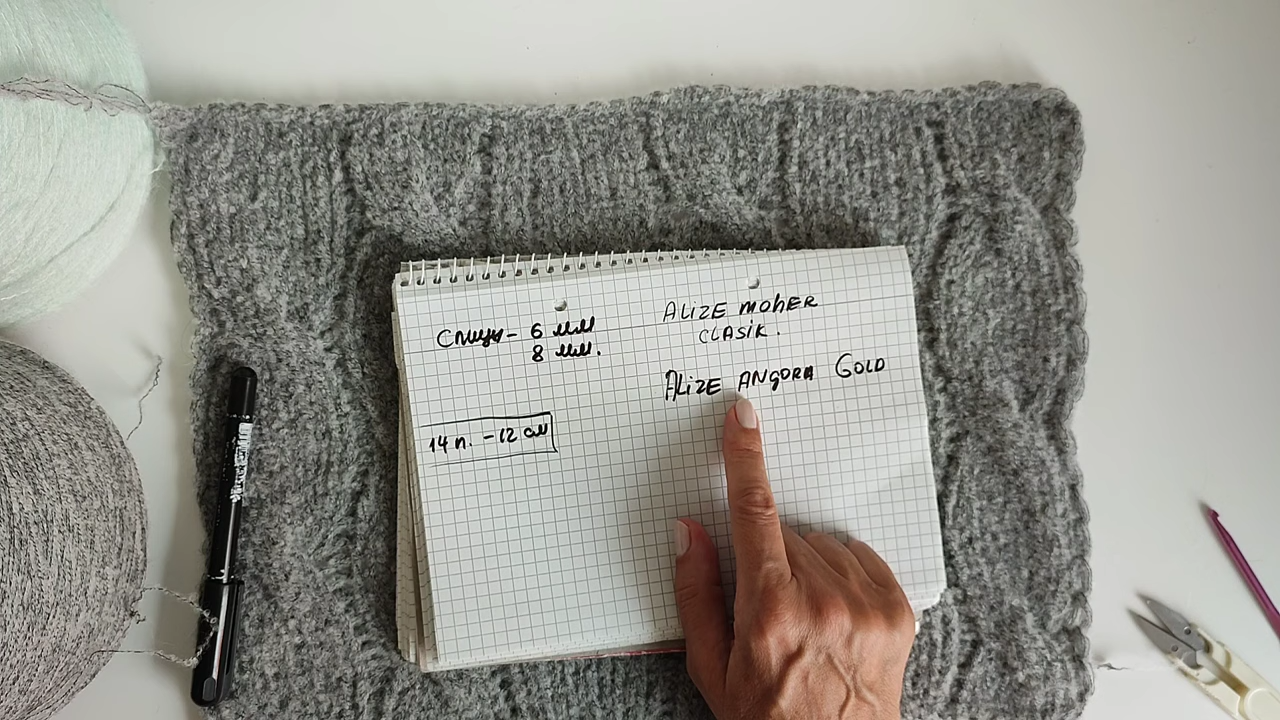 Спицы - 6 мм
8 мм.
14 п. - 12 см
ALIZE MOHER
CLASIK.
ALIZE ANGORA GOLD